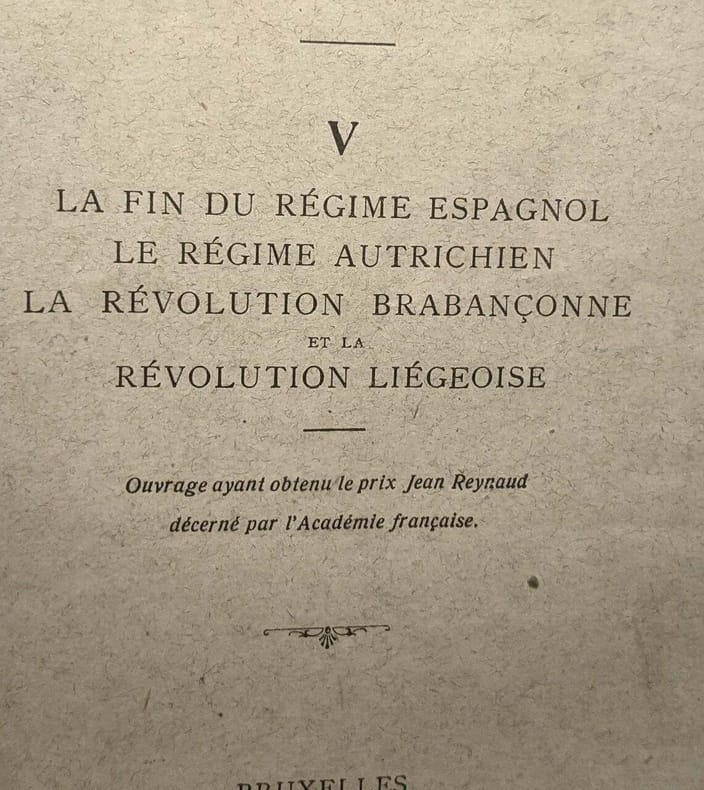 V
LA FIN DU RÉGIME ESPAGNOL
LE RÉGIME AUTRICHIEN
LA RÉVOLUTION BRABANÇONNE
ET LA
RÉVOLUTION LIÉGEOISE
Ouvrage ayant obtenu le prix Jean Reynaud
décerné par l'Académie française.
BRUXELLES